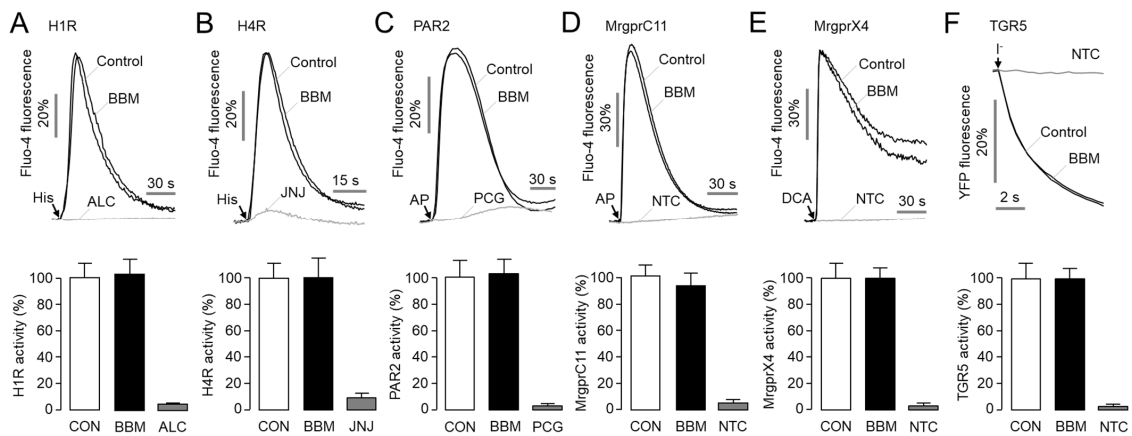 A H1R
Fluo-4 fluorescence
20%
Control
BBM
30 s
His
ALC
B H4R
Fluo-4 fluorescence
20%
Control
BBM
15 s
His
JNJ
C PAR2
Fluo-4 fluorescence
20%
Control
BBM
30 s
AP
PCG
D MrgprC11
Fluo-4 fluorescence
30%
Control
BBM
30 s
AP
NTC
E MrgprX4
Fluo-4 fluorescence
30%
Control
BBM
DCA
NTC
30 s
F TGR5
I-
NTC
YFP fluorescence
20%
Control
BBM
2 s
H1R activity (%)
100
80
60
40
20
0
CON BBM ALC
H4R activity (%)
100
80
60
40
20
0
CON BBM JNJ
PAR2 activity (%)
100
80
60
40
20
0
CON BBM PCG
MrgprC11 activity (%)
100
80
60
40
20
0
CON BBM NTC
MrgprX4 activity (%)
100
80
60
40
20
0
CON BBM NTC
TGR5 activity (%)
100
80
60
40
20
0
CON BBM NTC